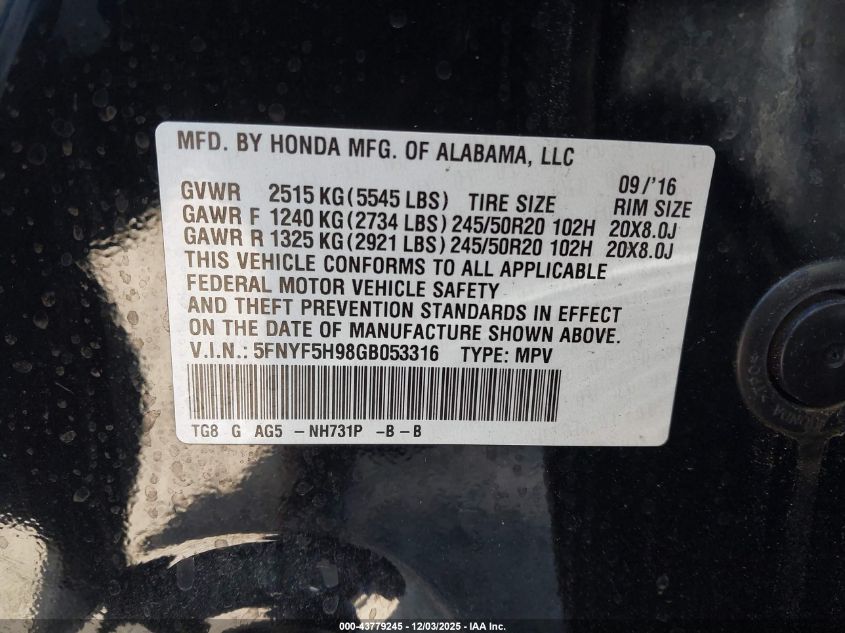 MFD. BY HONDA MFG. OF ALABAMA, LLC
09/'16
GVWR 2515 KG(5545 LBS) TIRE SIZE RIM SIZE
GAWR F 1240 KG(2734 LBS) 245/50R20 102H 20X8.0J
GAWR R 1325 KG(2921 LBS) 245/50R20 102H 20X8.0J
THIS VEHICLE CONFORMS TO ALL APPLICABLE
FEDERAL MOTOR VEHICLE SAFETY
AND THEFT PREVENTION STANDARDS IN EFFECT
ON THE DATE OF MANUFACTURE SHOWN ABOVE.
V.I.N.: 5FNYF5H98GB053316 TYPE: MPV
TG8 G AG5 -NH731P -B-B
000-43779245 - 12/03/2025 - IAA Inc.